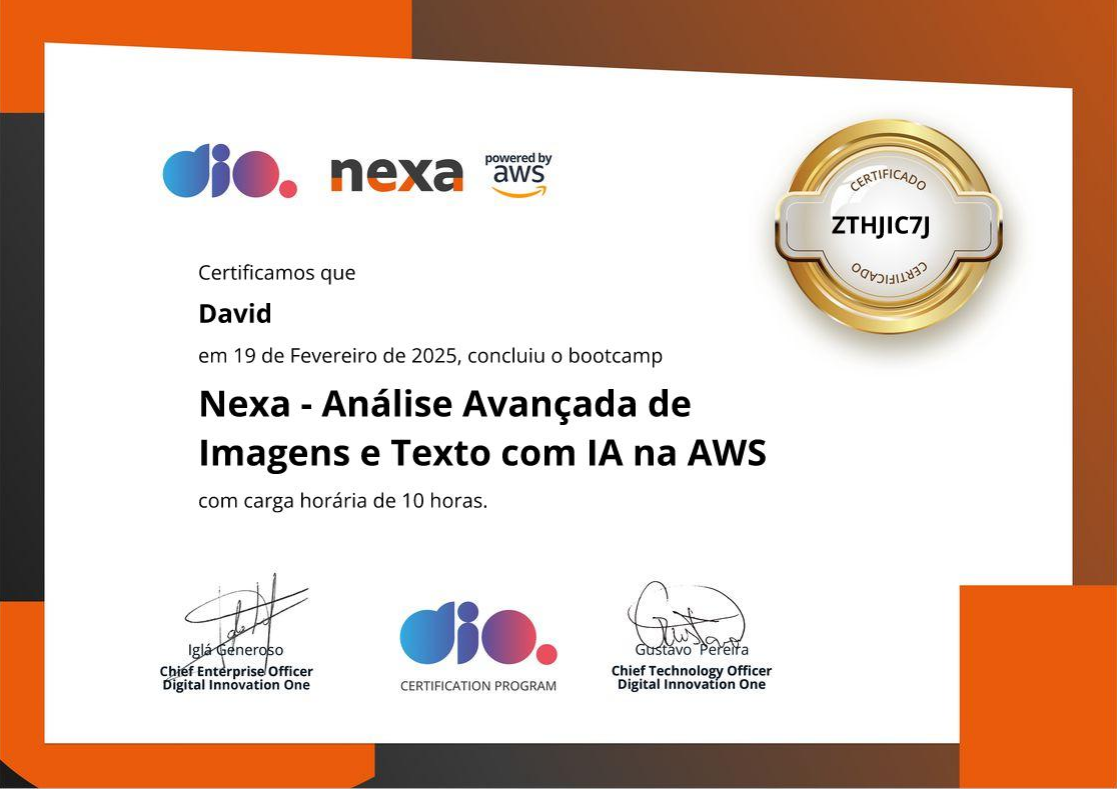 dio.
nexa
powered by
aws
CERTIFICADO
ZTHJIC7J
CERTIFICADO
Certificamos que
David
em 19 de Fevereiro de 2025, concluiu o bootcamp
Nexa - Análise Avançada de
Imagens e Texto com IA na AWS
com carga horária de 10 horas.
Iglá Generoso
Chief Enterprise Officer
Digital Innovation One
dio.
CERTIFICATION PROGRAM
Gustavo
Gustavo Pereira
Chief Technology Officer
Digital Innovation One